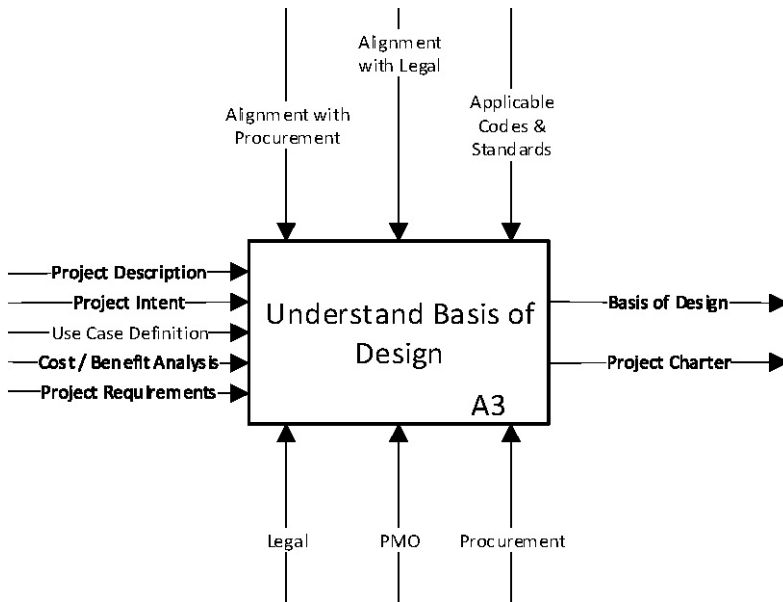 Alignment
with Legal
Alignment with
Procurement
Applicable
Codes &
Standards
Project Description
Project Intent
Use Case Definition
Cost / Benefit Analysis
Project Requirements
Understand Basis of
Design
A3
Basis of Design
Project Charter
Legal
PMO
Procurement